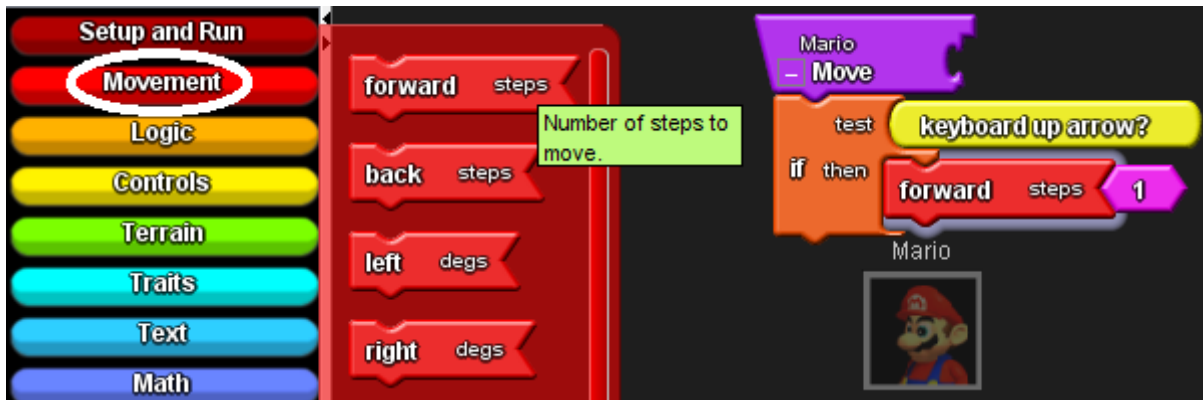 Setup and Run
Movement
Logic
Controls
Terrain
Traits
Text
Math
forward steps
Number of steps to
move.
back steps
left degs
right degs
Mario
– Move
test keyboard up arrow?
if then
forward steps 1
Mario